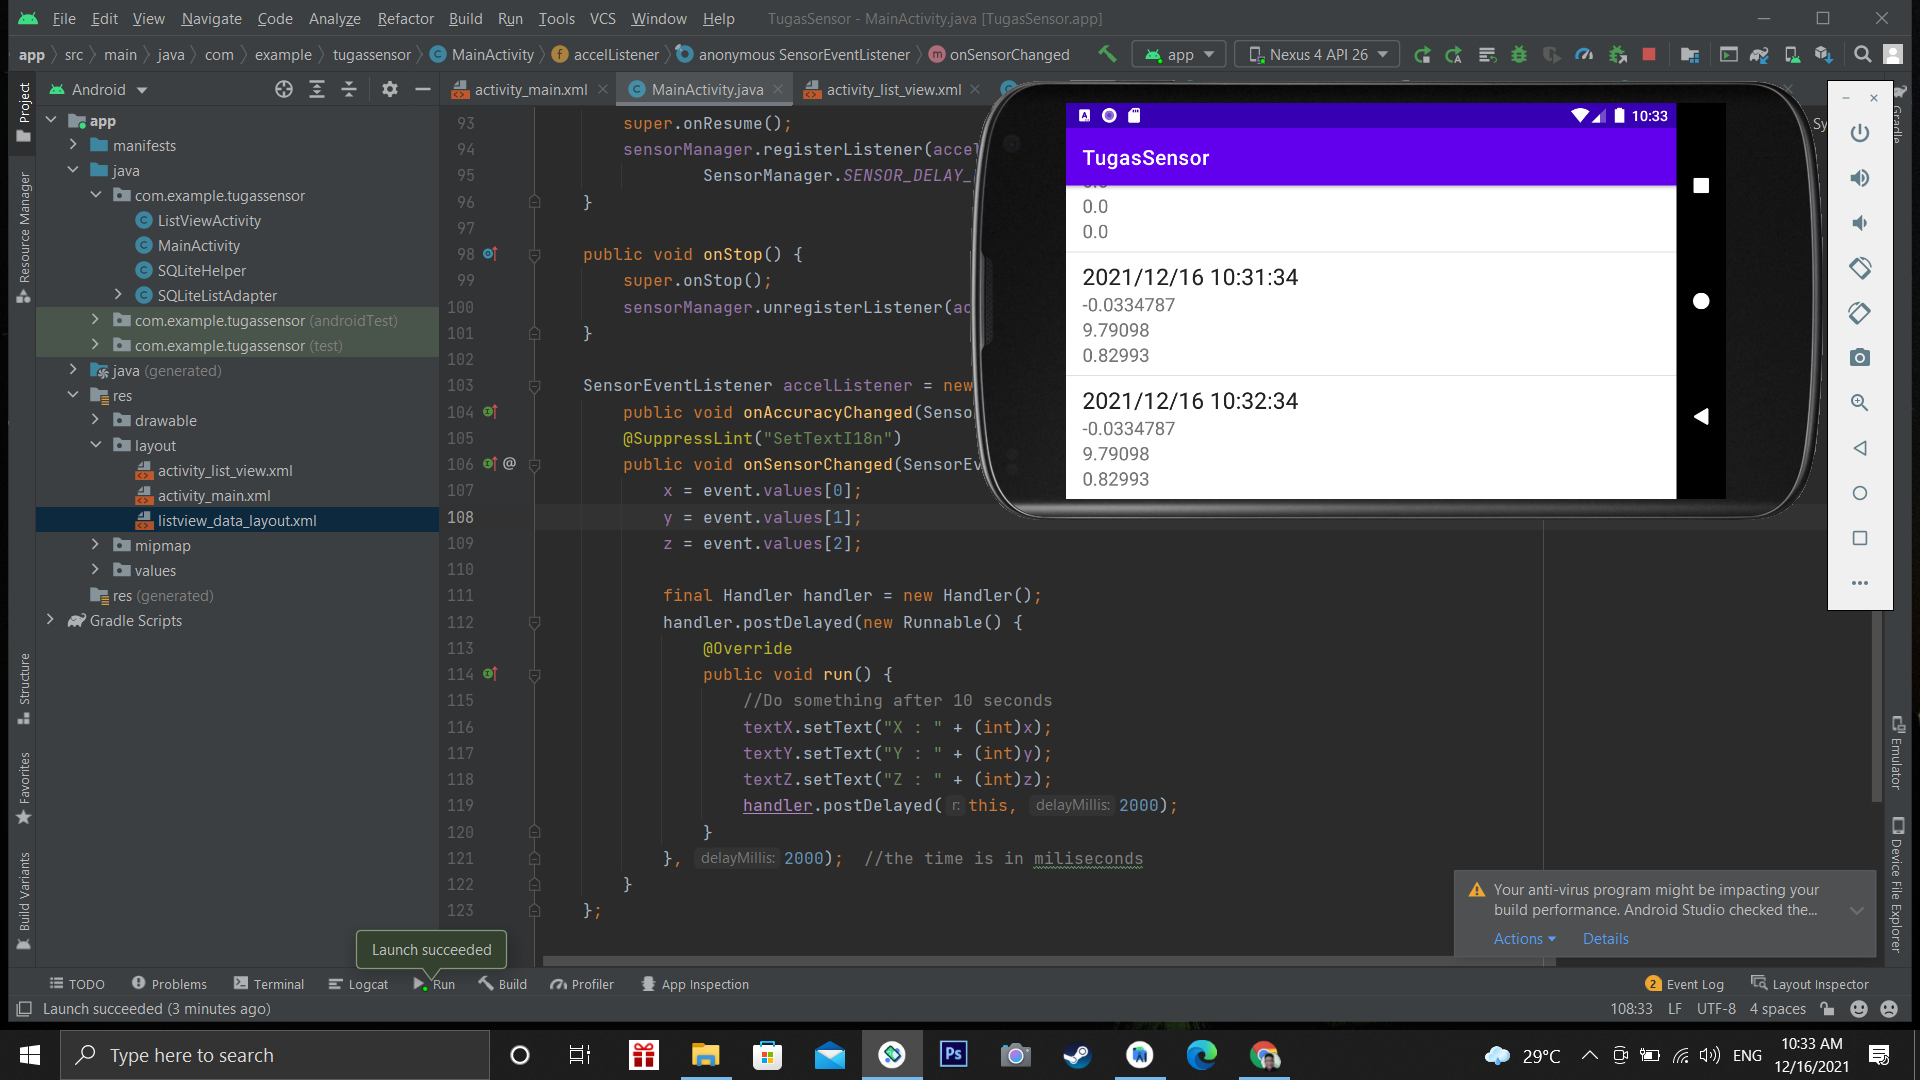 File Edit View Navigate Code Analyze Refactor Build Run Tools VCS Window Help TugasSensor - MainActivity.java [TugasSensor.app]
app src main java com example tugassensor MainActivity accelListener anonymous SensorEventListener onSensorChanged app Nexus 4 API 26
Android
activity_main.xml MainActivity.java activity_list_view.xml
Project
Resource Manager
Structure
Favorites
Build Variants
app
manifests
java
com.example.tugassensor
ListViewActivity
MainActivity
SQLiteHelper
SQLiteListAdapter
com.example.tugassensor (androidTest)
com.example.tugassensor (test)
java (generated)
res
drawable
layout
activity_list_view.xml
activity_main.xml
listview_data_layout.xml
mipmap
values
res (generated)
Gradle Scripts
93 super.onResume();
94 sensorManager.registerListener(accel
95 SensorManager.SENSOR_DELAY_
96 }
97
98 public void onStop() {
99 super.onStop();
100 sensorManager.unregisterListener(ac
101 }
102
103 SensorEventListener accelListener = new
104 public void onAccuracyChanged(Senso
105 @SuppressLint("SetTextI18n")
106 @ public void onSensorChanged(SensorEv
107 x = event.values[0];
108 y = event.values[1];
109 z = event.values[2];
110
111 final Handler handler = new Handler();
112 handler.postDelayed(new Runnable() {
113 @Override
114 public void run() {
115 //Do something after 10 seconds
116 textX.setText("X : " + (int)x);
117 textY.setText("Y : " + (int)y);
118 textZ.setText("Z : " + (int)z);
119 handler.postDelayed( r: this, delayMillis: 2000);
120 }
121 }, delayMillis: 2000); //the time is in miliseconds
122 }
123 };
10:33
TugasSensor
0.0
0.0
0.0
2021/12/16 10:31:34
-0.0334787
9.79098
0.82993
2021/12/16 10:32:34
-0.0334787
9.79098
0.82993
Sy
Gradle
Emulator
Device File Explorer
Your anti-virus program might be impacting your
build performance. Android Studio checked the...
Actions Details
Launch succeeded
TODO Problems Terminal Logcat Run Build Profiler App Inspection 2 Event Log Layout Inspector
Launch succeeded (3 minutes ago) 108:33 LF UTF-8 4 spaces
Type here to search Ps 29°C ENG 10:33 AM
12/16/2021